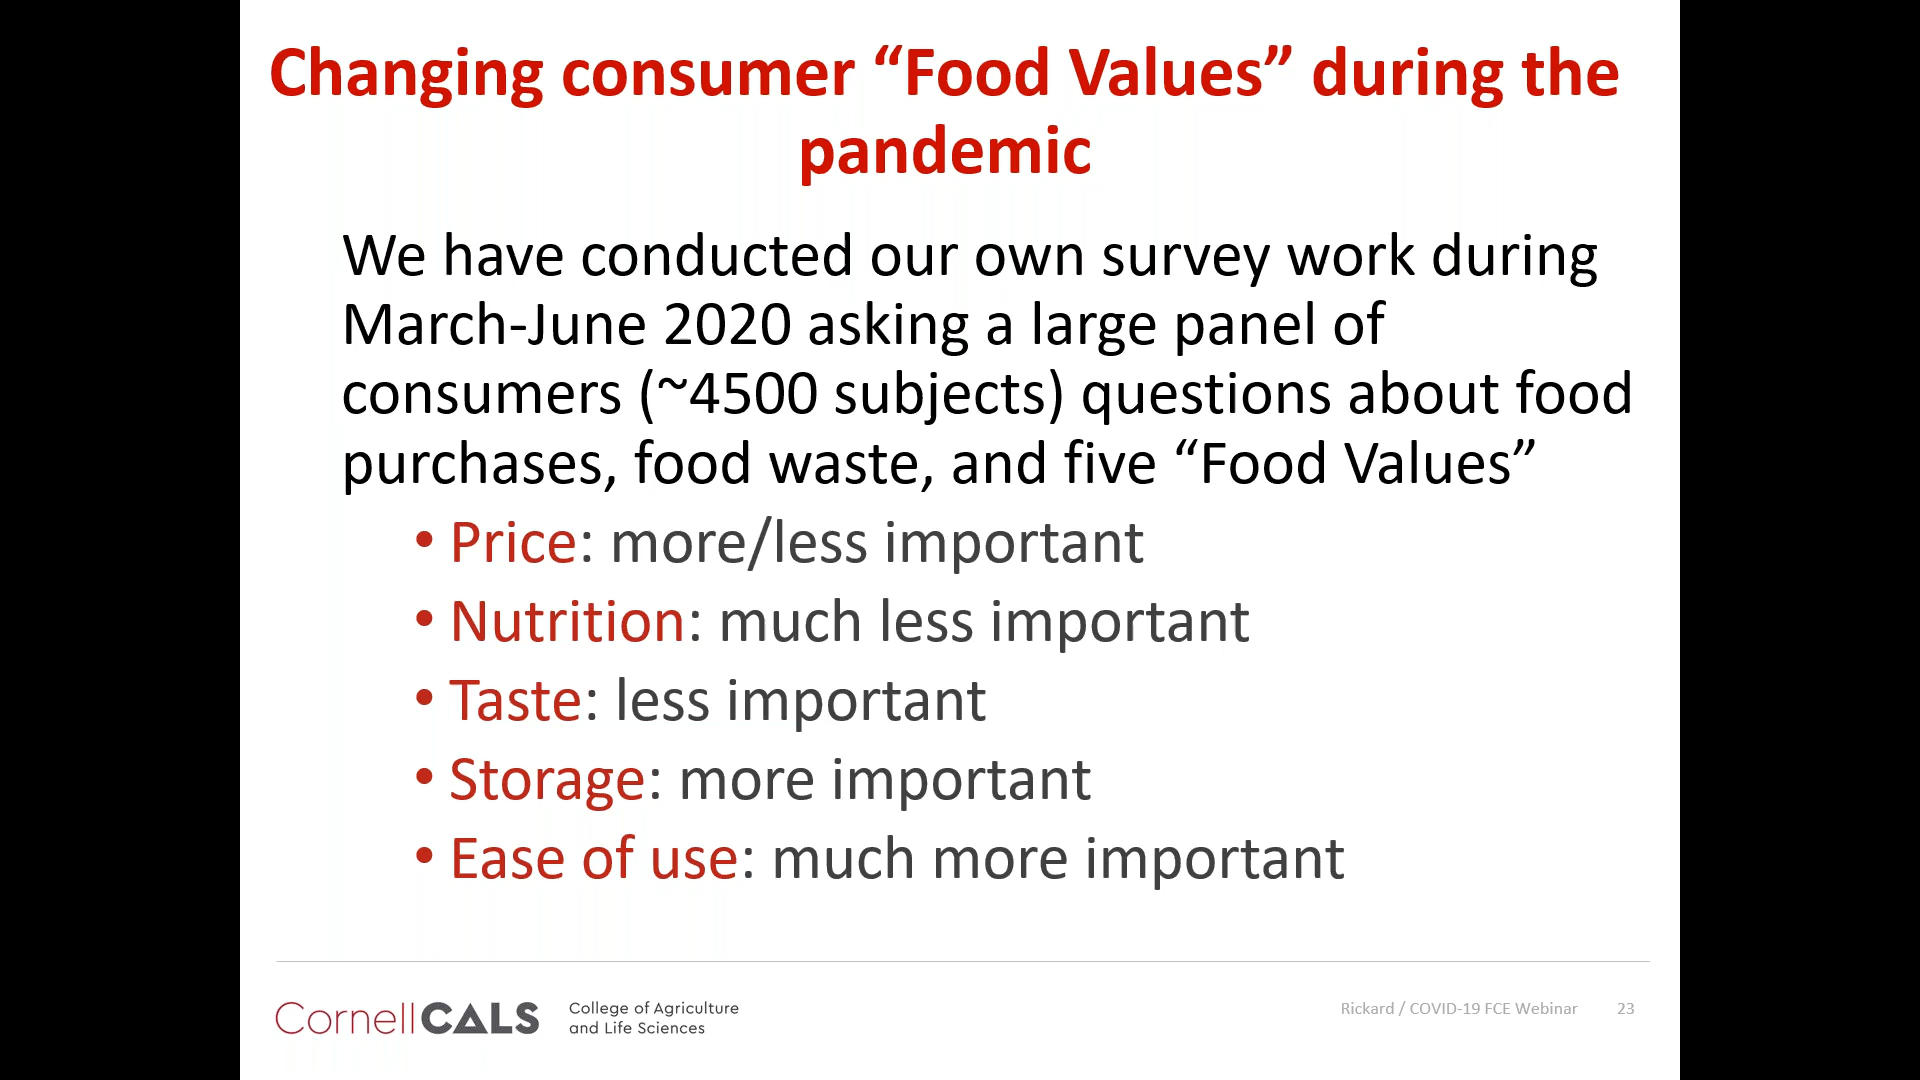 Changing consumer “Food Values” during the
pandemic
We have conducted our own survey work during
March-June 2020 asking a large panel of
consumers (~4500 subjects) questions about food
purchases, food waste, and five “Food Values”
• Price: more/less important
• Nutrition: much less important
• Taste: less important
• Storage: more important
• Ease of use: much more important
CornellCALS
College of Agriculture
and Life Sciences
Rickard / COVID-19 FCE Webinar 23